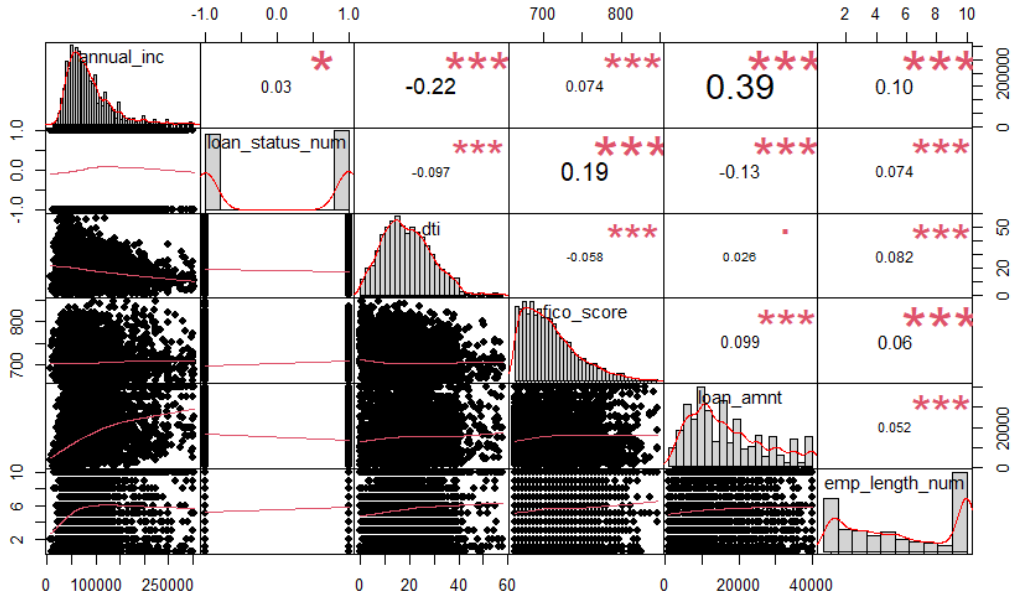 -1.0 0.0 1.0 700 800 2 4 6 8 10
annual_inc 0.03 * -0.22 *** 0.074 *** 0.39 *** 0.10 *** 0 200000
-1.0 0.0 1.0 loan_status_num -0.097 *** 0.19 *** -0.13 *** 0.074 ***
dti -0.058 *** 0.026 . 0.082 *** 0 20 50
700 800 fico_score 0.099 *** 0.06 ***
loan_amnt 0.052 *** 0 20000
2 6 10 emp_length_num
0 100000 250000 0 20 40 60 0 20000 40000